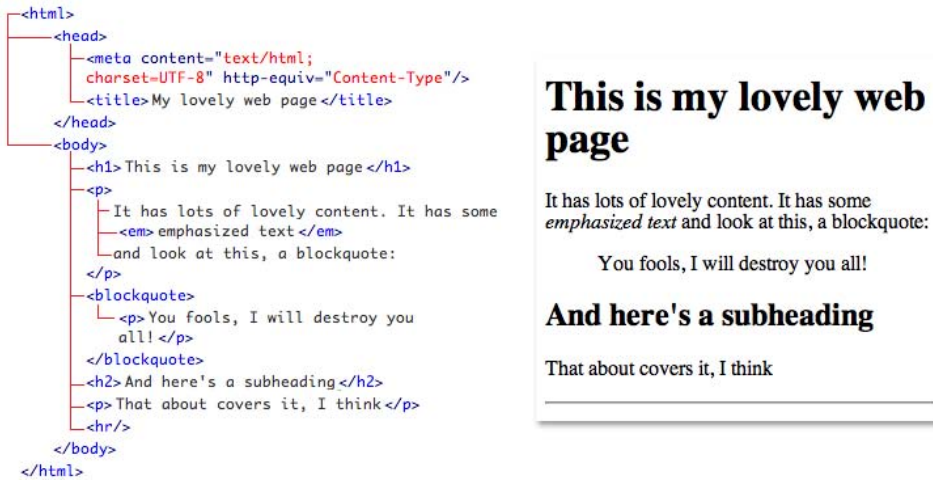 <html>
<head>
<meta content="text/html;
charset=UTF-8" http-equiv="Content-Type"/>
<title>My lovely web page</title>
</head>
<body>
<h1>This is my lovely web page</h1>
<p>
It has lots of lovely content. It has some
<em>emphasized text</em>
and look at this, a blockquote:
</p>
<blockquote>
<p>You fools, I will destroy you
all!</p>
</blockquote>
<h2>And here's a subheading</h2>
<p>That about covers it, I think</p>
<hr/>
</body>
</html>
This is my lovely web
page
It has lots of lovely content. It has some
emphasized text and look at this, a blockquote:
You fools, I will destroy you all!
And here's a subheading
That about covers it, I think